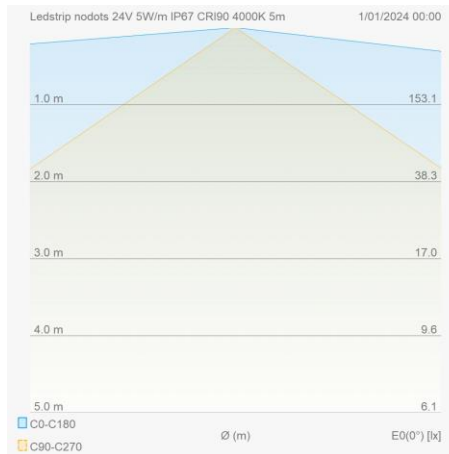 Ledstrip nodots 24V 5W/m IP67 CRI90 4000K 5m 1/01/2024 00:00
1.0 m 153.1
2.0 m 38.3
3.0 m 17.0
4.0 m 9.6
5.0 m 6.1
C0-C180
Ø (m) E0(0°) [lx]
C90-C270